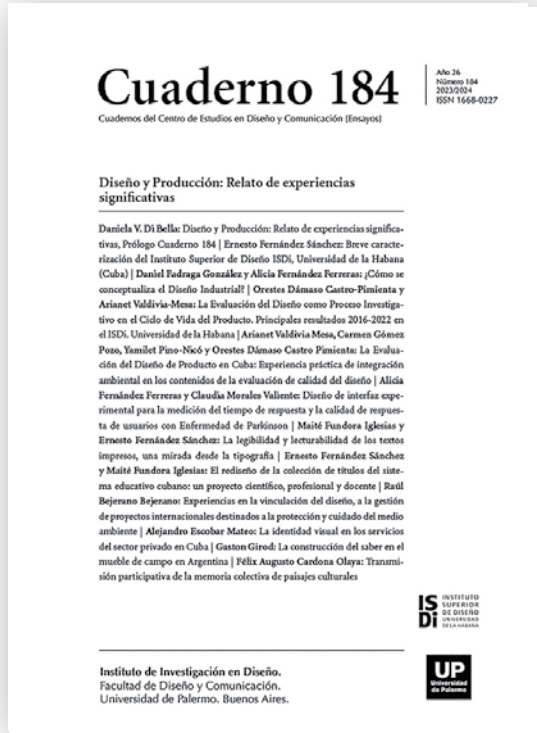 Cuaderno 184
Año 26
Número 184
2023/2024
ISSN 1668-0227
Cuadernos del Centro de Estudios en Diseño y Comunicación [Ensayos]
Diseño y Producción: Relato de experiencias
significativas
Daniela V. Di Bella: Diseño y Producción: Relato de experiencias significa-
tivas, Prólogo Cuaderno 184 | Ernesto Fernández Sánchez: Breve caracte-
rización del Instituto Superior de Diseño ISDi, Universidad de la Habana
(Cuba) | Daniel Fadraga González y Alicia Fernández Ferreras: ¿Cómo se
conceptualiza el Diseño Industrial? | Orestes Dámaso Castro-Pimienta y
Arianet Valdivia-Mesa: La Evaluación del Diseño como Proceso Investiga-
tivo en el Ciclo de Vida del Producto. Principales resultados 2016-2022 en
el ISDi. Universidad de la Habana | Arianet Valdivia Mesa, Carmen Gómez
Pozo, Yamilet Pino-Nicó y Orestes Dámaso Castro Pimienta: La Evalua-
ción del Diseño de Producto en Cuba: Experiencia práctica de integración
ambiental en los contenidos de la evaluación de calidad del diseño | Alicia
Fernández Ferreras y Claudia Morales Valiente: Diseño de interfaz expe-
rimental para la medición del tiempo de respuesta y la calidad de respues-
ta de usuarios con Enfermedad de Parkinson | Maité Fundora Iglesias y
Ernesto Fernández Sánchez: La legibilidad y lecturabilidad de los textos
impresos, una mirada desde la tipografía | Ernesto Fernández Sánchez
y Maité Fundora Iglesias: El rediseño de la colección de títulos del siste-
ma educativo cubano: un proyecto científico, profesional y docente | Raúl
Bejerano Bejerano: Experiencias en la vinculación del diseño, a la gestión
de proyectos internacionales destinados a la protección y cuidado del medio
ambiente | Alejandro Escobar Mateo: La identidad visual en los servicios
del sector privado en Cuba | Gaston Girod: La construcción del saber en el
mueble de campo en Argentina | Félix Augusto Cardona Olaya: Transmi-
sión participativa de la memoria colectiva de paisajes culturales
ISDi
INSTITUTO
SUPERIOR
DE DISEÑO
UNIVERSIDAD
DE LA HABANA
Instituto de Investigación en Diseño.
Facultad de Diseño y Comunicación.
Universidad de Palermo. Buenos Aires.
UP
Universidad
de Palermo